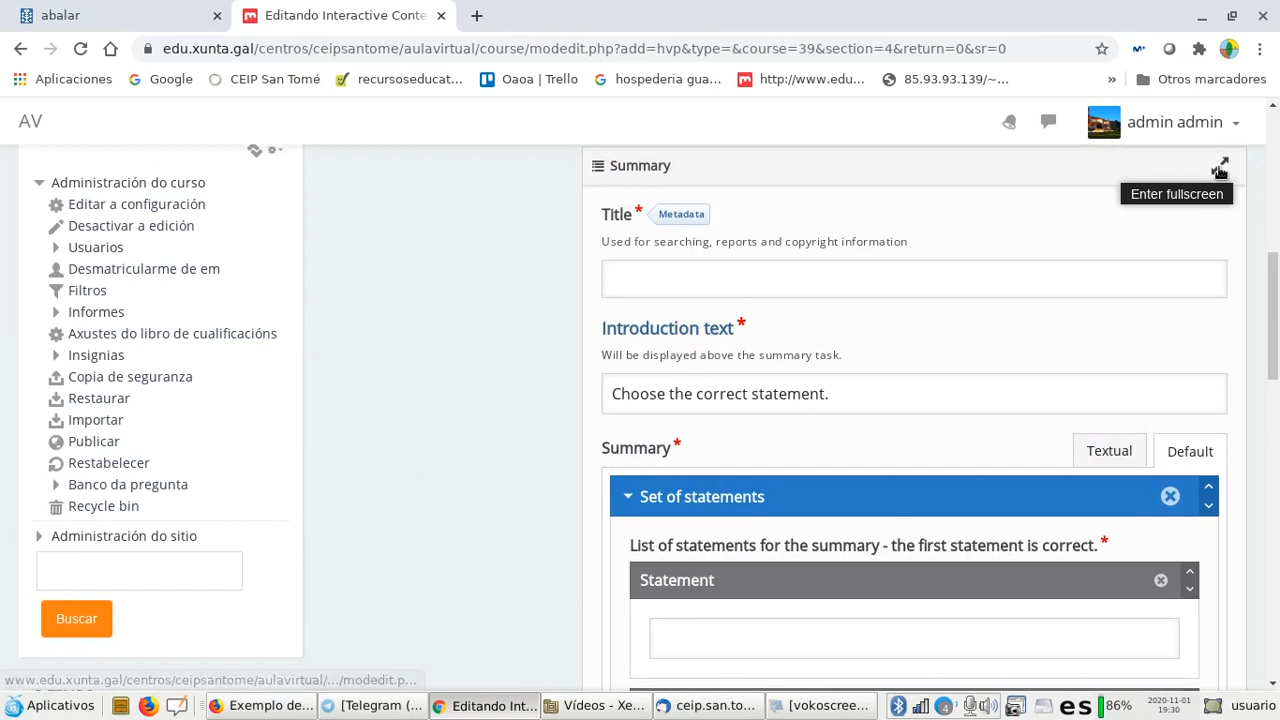 abalar
Editando Interactive Conte
edu.xunta.gal/centros/ceipsantome/aulavirtual/course/modedit.php?add=hvp&type=&course=39&section=4&return=0&sr=0
Aplicaciones
Google
CEIP San Tomé
recursoseducat...
Oaoa | Trello
hospederia gua...
http://www.edu...
85.93.93.139/~...
»
Otros marcadores
AV
admin admin
Summary
Enter fullscreen
Administración do curso
Editar a configuración
Desactivar a edición
Usuarios
Desmatricularme de em
Filtros
Informes
Axustes do libro de cualificacións
Insignias
Copia de seguranza
Restaurar
Importar
Publicar
Restabelecer
Banco da pregunta
Recycle bin
Administración do sitio
Buscar
Title* Metadata
Used for searching, reports and copyright information
Introduction text*
Will be displayed above the summary task.
Choose the correct statement.
Summary*
Textual
Default
Set of statements
List of statements for the summary - the first statement is correct.*
Statement
www.edu.xunta.gal/centros/ceipsantome/aulavirtual/.../modedit.p...
Aplicativos
Exemplo de...
[Telegram (...
Editando Int...
Vídeos - Xe...
ceip.san.to...
[vokoscree...
4
es
86%
2020-11-01
19:30
usuario